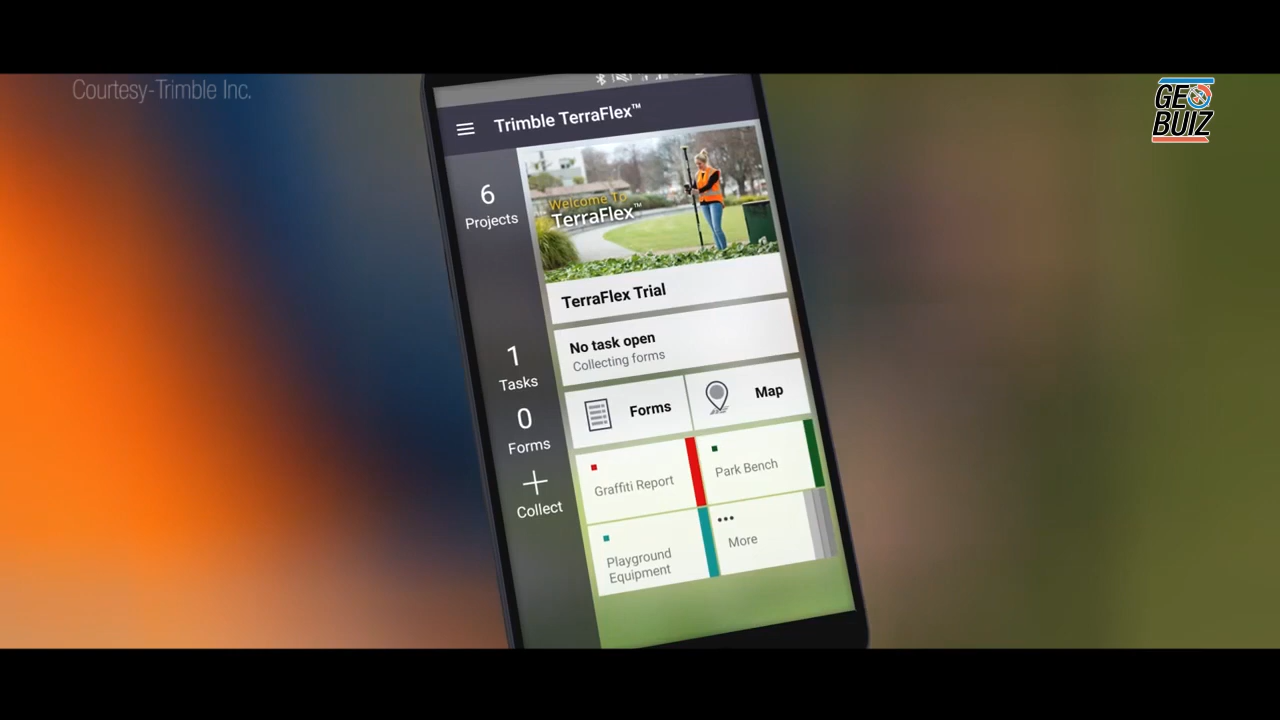 Courtesy-Trimble Inc.
GEO
BUIZ
Trimble TerraFlex™
6
Projects
Welcome To
TerraFlex™
TerraFlex Trial
No task open
Collecting forms
1
Tasks
Forms
Map
0
Forms
Graffiti Report
Park Bench
Collect
Playground
Equipment
More